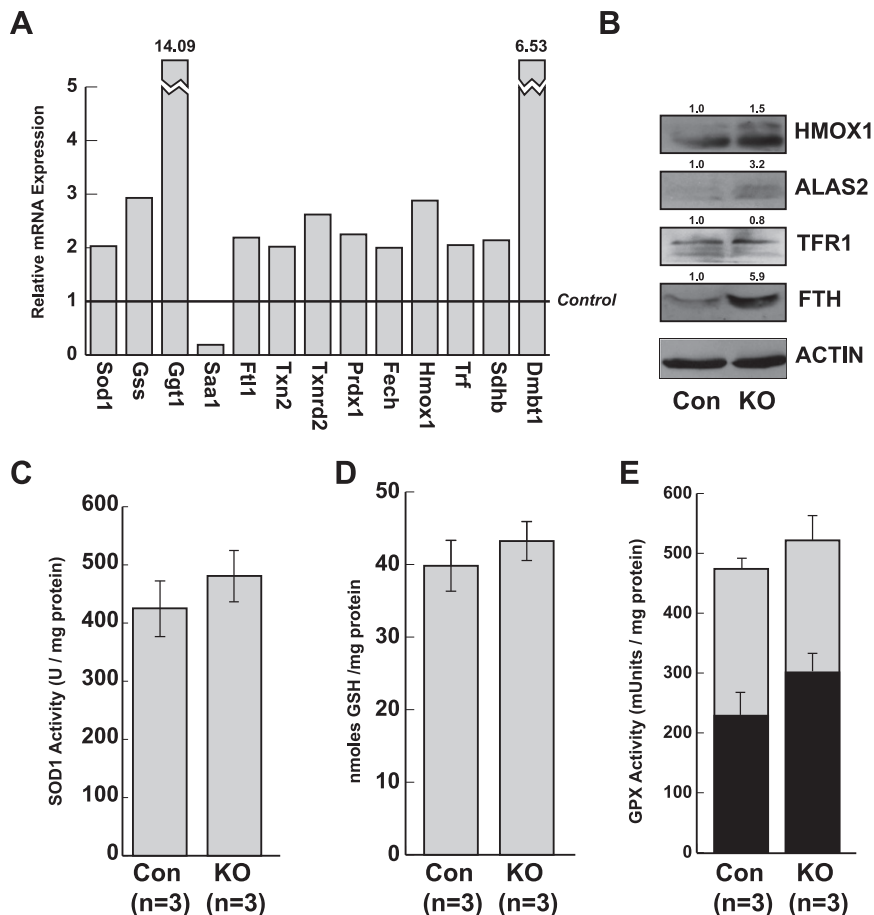 A
14.09
6.53
Relative mRNA Expression
5
4
3
2
1
0
Control
Sod1
Gss
Ggt1
Saa1
Ftl1
Txn2
Txnrd2
Prdx1
Fech
Hmox1
Trf
Sdhb
Dmbt1
B
1.0 1.5
HMOX1
1.0 3.2
ALAS2
1.0 0.8
TFR1
1.0 5.9
FTH
ACTIN
Con KO
C
SOD1 Activity (U / mg protein)
600
500
400
300
200
100
0
Con KO
(n=3) (n=3)
D
nmoles GSH /mg protein
50
40
30
20
10
0
Con KO
(n=3) (n=3)
E
GPX Activity (mUnits / mg protein)
600
500
400
300
200
100
0
Con KO
(n=3) (n=3)